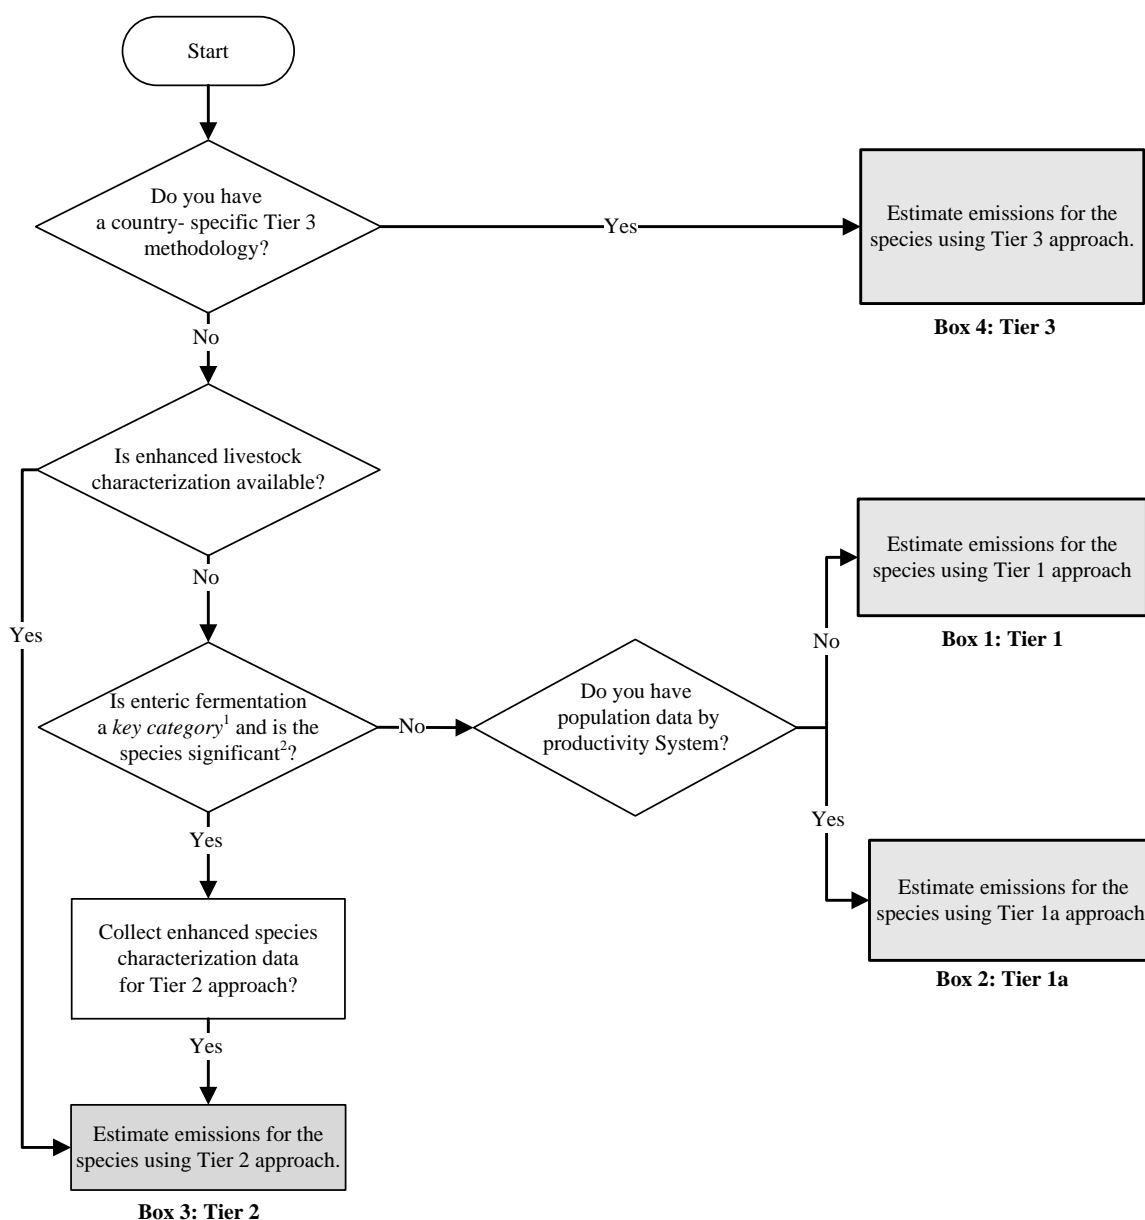 Start
Do you have
a country- specific Tier 3
methodology?
Yes
Estimate emissions for the
species using Tier 3 approach.
Box 4: Tier 3
No
Is enhanced livestock
characterization available?
Yes
No
Is enteric fermentation
a key category1 and is the
species significant2?
No
Do you have
population data by
productivity System?
No
Estimate emissions for the
species using Tier 1 approach
Box 1: Tier 1
Yes
Estimate emissions for the
species using Tier 1a approach
Box 2: Tier 1a
Yes
Collect enhanced species
characterization data
for Tier 2 approach?
Yes
Estimate emissions for the
species using Tier 2 approach.
Box 3: Tier 2